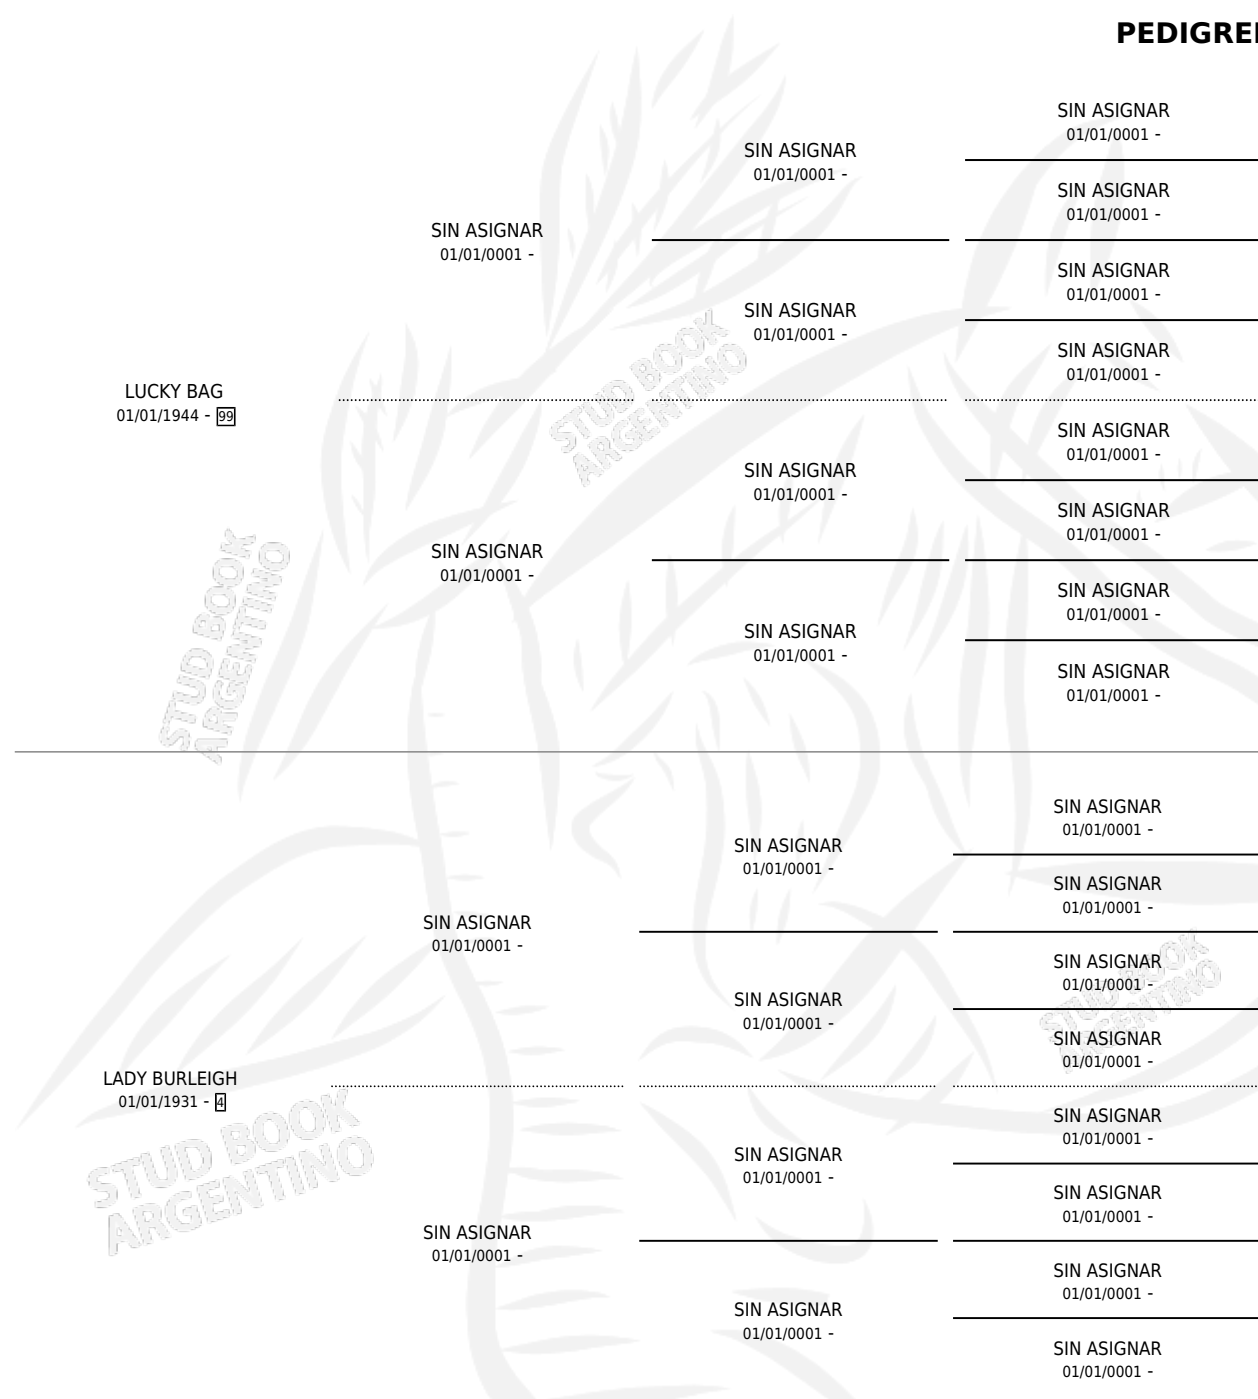 PEDIGREE
LUCKY BAG
01/01/1944 - 99
SIN ASIGNAR
01/01/0001 -
SIN ASIGNAR
01/01/0001 -
SIN ASIGNAR
01/01/0001 -
SIN ASIGNAR
01/01/0001 -
SIN ASIGNAR
01/01/0001 -
SIN ASIGNAR
01/01/0001 -
SIN ASIGNAR
01/01/0001 -
SIN ASIGNAR
01/01/0001 -
SIN ASIGNAR
01/01/0001 -
SIN ASIGNAR
01/01/0001 -
SIN ASIGNAR
01/01/0001 -
SIN ASIGNAR
01/01/0001 -
SIN ASIGNAR
01/01/0001 -
SIN ASIGNAR
01/01/0001 -
STUD BOOK
ARGENTINO
STUD BOOK
ARGENTINO
LADY BURLEIGH
01/01/1931 - 4
SIN ASIGNAR
01/01/0001 -
SIN ASIGNAR
01/01/0001 -
SIN ASIGNAR
01/01/0001 -
SIN ASIGNAR
01/01/0001 -
SIN ASIGNAR
01/01/0001 -
SIN ASIGNAR
01/01/0001 -
SIN ASIGNAR
01/01/0001 -
SIN ASIGNAR
01/01/0001 -
SIN ASIGNAR
01/01/0001 -
SIN ASIGNAR
01/01/0001 -
SIN ASIGNAR
01/01/0001 -
SIN ASIGNAR
01/01/0001 -
SIN ASIGNAR
01/01/0001 -
SIN ASIGNAR
01/01/0001 -
STUD BOOK
ARGENTINO
STUD BOOK
ARGENTINO